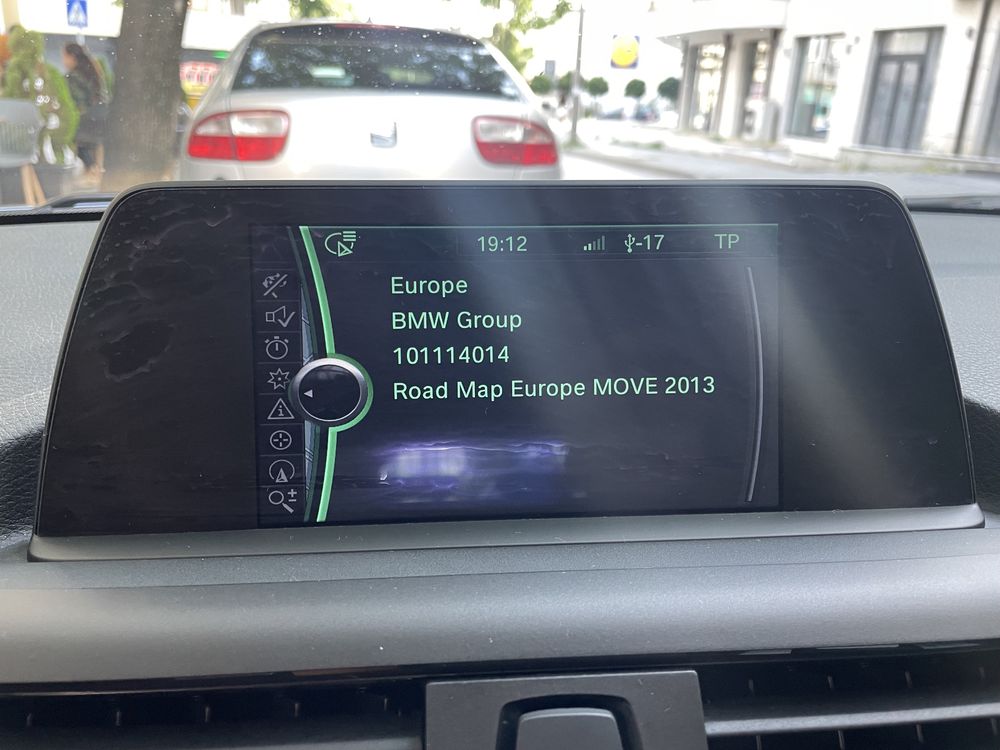 19:12 -17 TP
Europe
BMW Group
101114014
Road Map Europe MOVE 2013